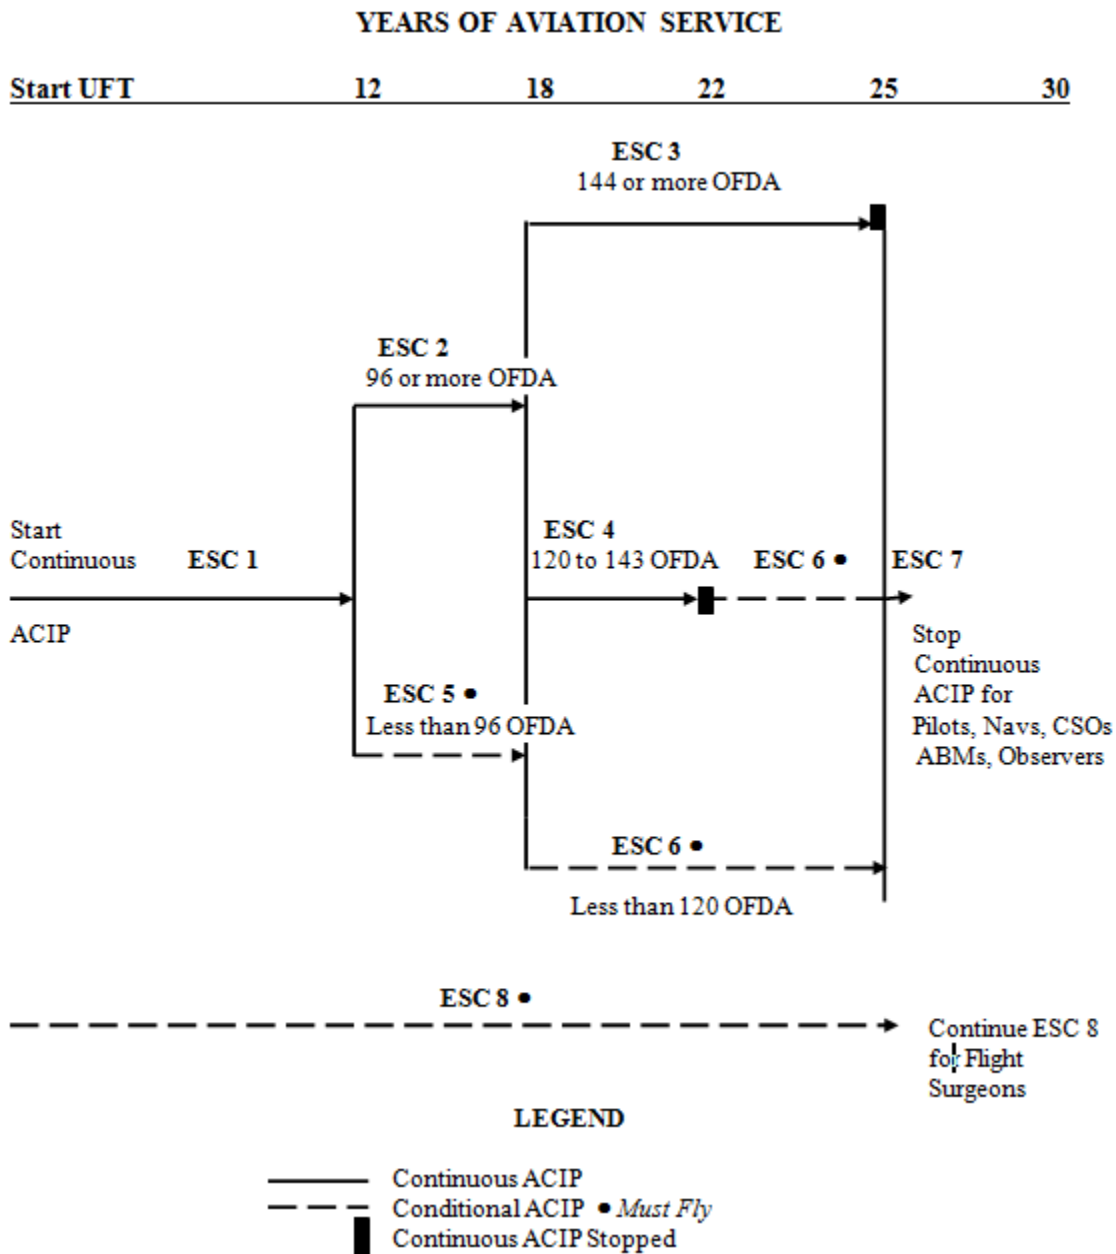 YEARS OF AVIATION SERVICE
Start UFT 12 18 22 25 30
ESC 3
144 or more OFDA
ESC 2
96 or more OFDA
Start
Continuous ESC 1
ACIP
ESC 4
120 to 143 OFDA
ESC 6 •
ESC 7
Stop
Continuous
ACIP for
Pilots, Navs, CSOs
ABMs, Observers
ESC 5 •
Less than 96 OFDA
ESC 6 •
Less than 120 OFDA
ESC 8 •
Continue ESC 8
for Flight
Surgeons
LEGEND
Continuous ACIP
Conditional ACIP • Must Fly
Continuous ACIP Stopped